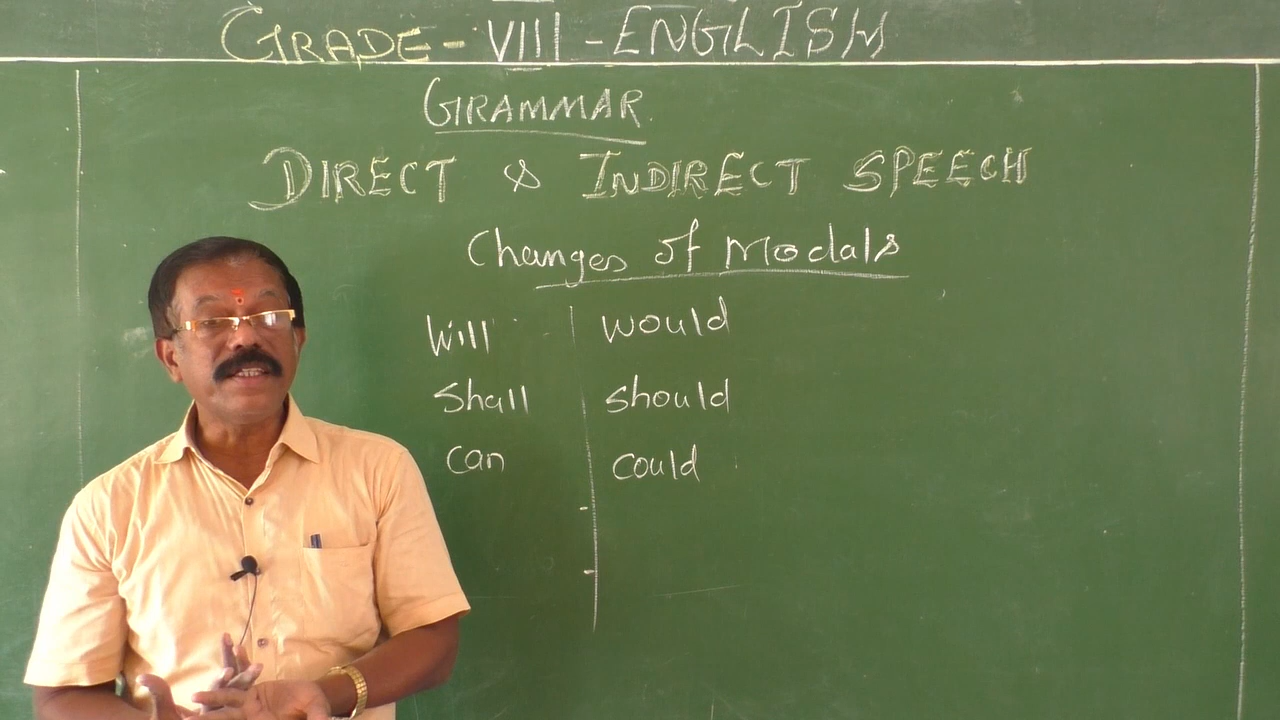 GRADE - VIII - ENGLISH
GRAMMAR
DIRECT & INDIRECT SPEECH
Changes of Modals
Will would
Shall should
Can could